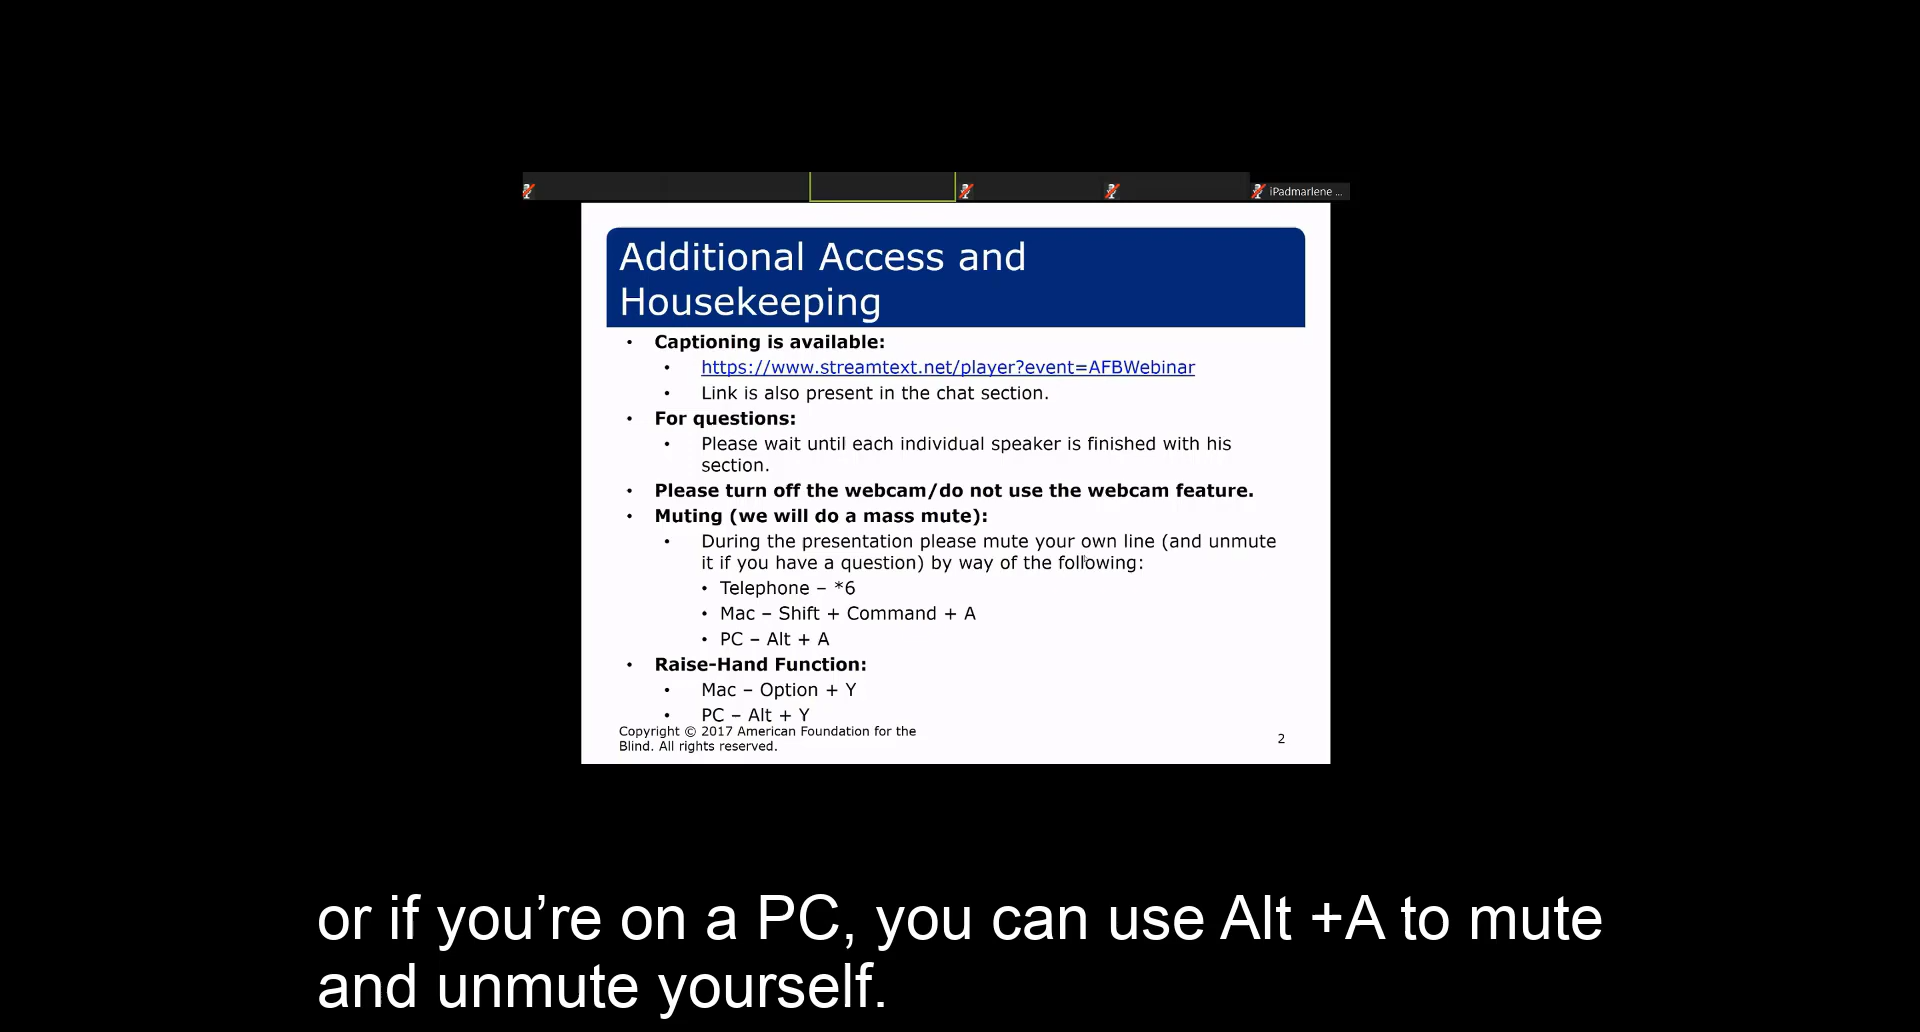 iPadmarlene ...
Additional Access and
Housekeeping
• Captioning is available:
• https://www.streamtext.net/player?event=AFBWebinar
• Link is also present in the chat section.
• For questions:
• Please wait until each individual speaker is finished with his
section.
• Please turn off the webcam/do not use the webcam feature.
• Muting (we will do a mass mute):
• During the presentation please mute your own line (and unmute
it if you have a question) by way of the following:
• Telephone – *6
• Mac – Shift + Command + A
• PC – Alt + A
• Raise-Hand Function:
• Mac – Option + Y
• PC – Alt + Y
Copyright © 2017 American Foundation for the
Blind. All rights reserved.
2
or if you’re on a PC, you can use Alt +A to mute
and unmute yourself.